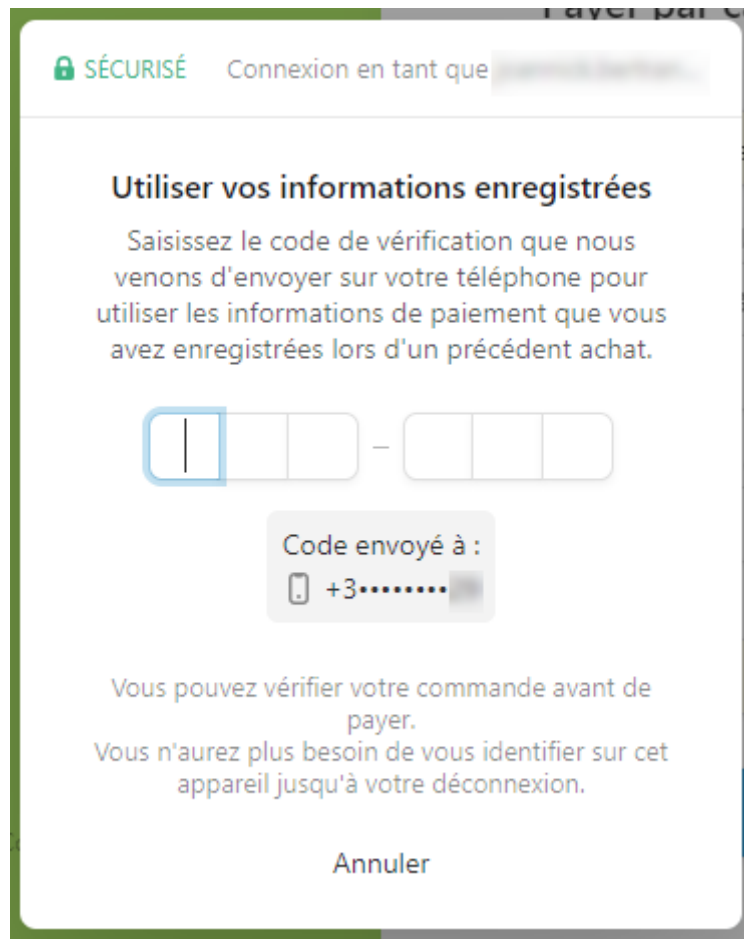 Payer par c
SÉCURISÉ Connexion en tant que
Utiliser vos informations enregistrées
Saisissez le code de vérification que nous
venons d'envoyer sur votre téléphone pour
utiliser les informations de paiement que vous
avez enregistrées lors d'un précédent achat.
–
Code envoyé à :
+3••••••••
Vous pouvez vérifier votre commande avant de
payer.
Vous n'aurez plus besoin de vous identifier sur cet
appareil jusqu'à votre déconnexion.
Annuler